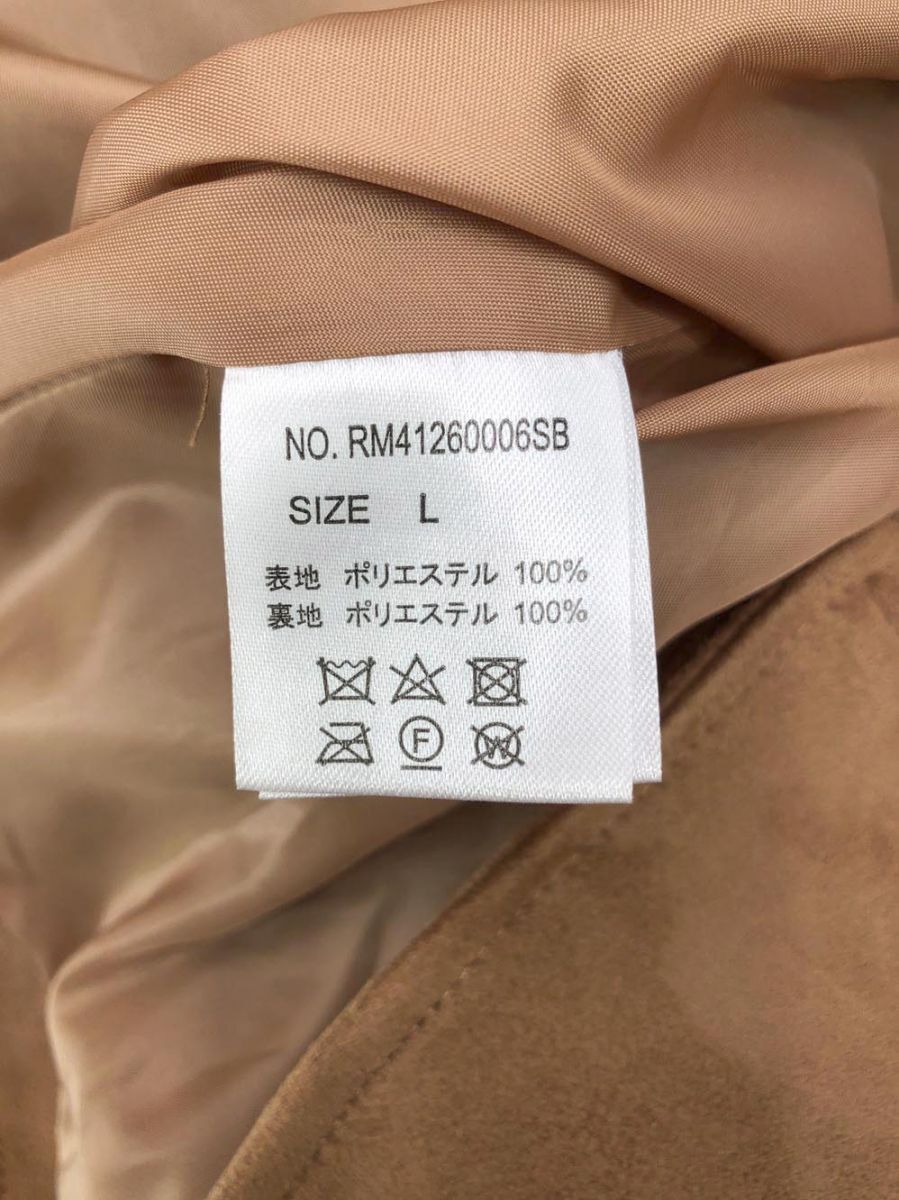 NO. RM41260006SB
SIZE L
表地 ポリエステル 100%
裏地 ポリエステル 100%
F W